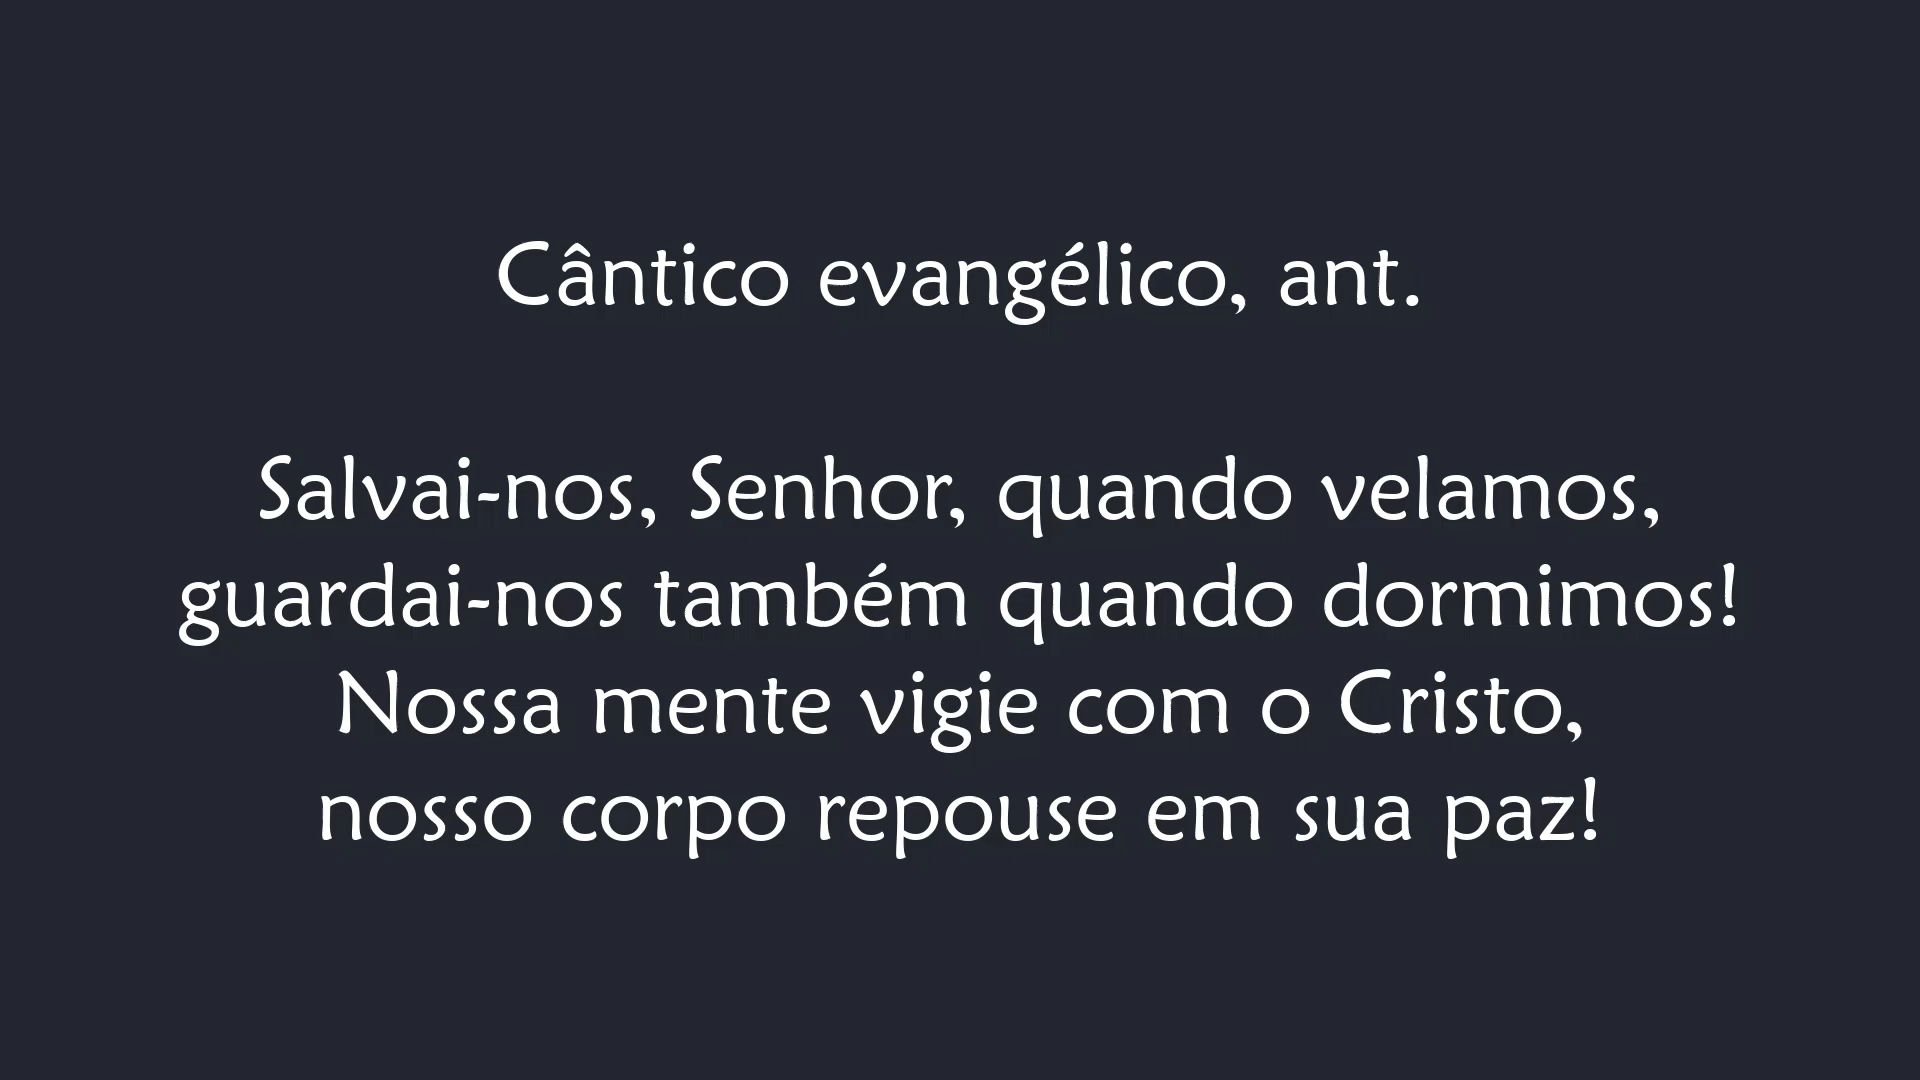 Cântico evangélico, ant.
Salvai-nos, Senhor, quando velamos,
guardai-nos também quando dormimos!
Nossa mente vigie com o Cristo,
nosso corpo repouse em sua paz!